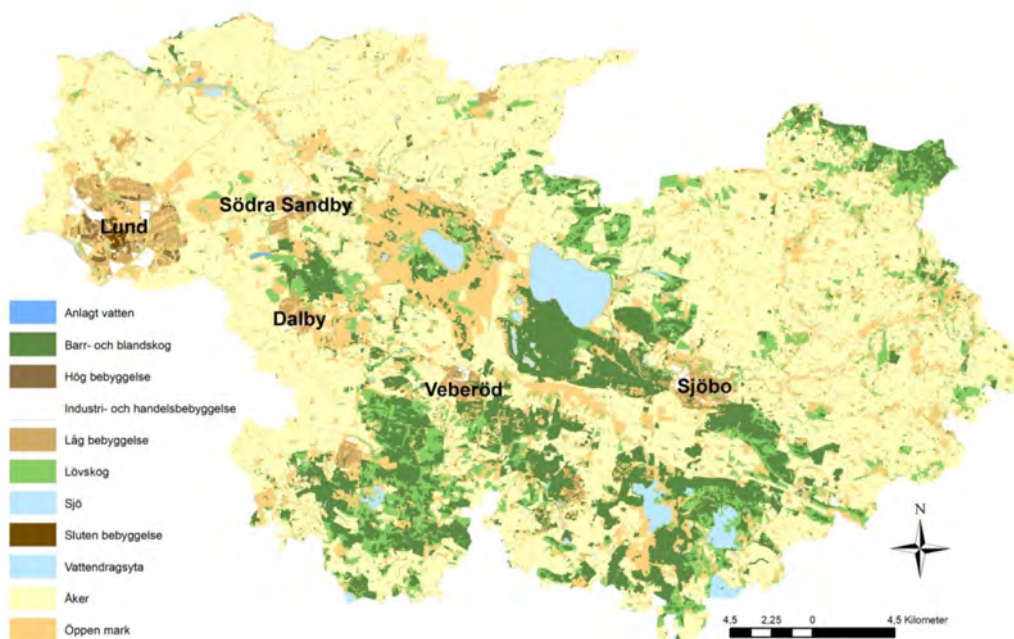 Lund
Södra Sandby
Dalby
Veberöd
Sjöbo
Anlagt vatten
Barr- och blandskog
Hög bebyggelse
Industri- och handelsbebyggelse
Låg bebyggelse
Lövskog
Sjö
Sluten bebyggelse
Vattendragsyta
Åker
Öppen mark
N
4,5 2,25 0 4,5 Kilometer